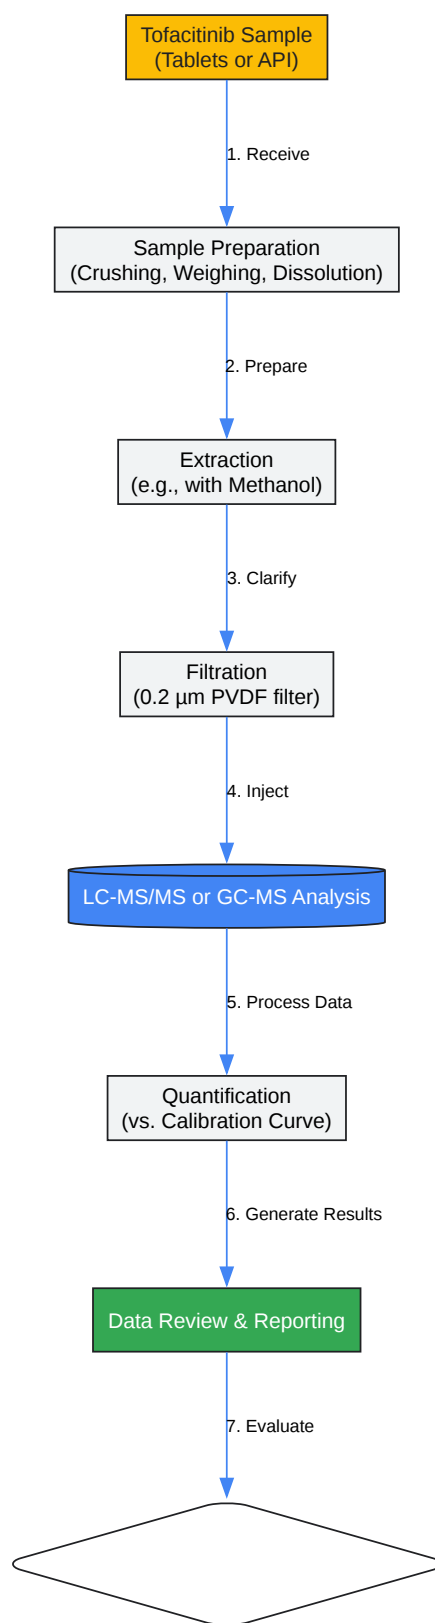 Tofacitinib Sample
(Tablets or API)
1. Receive
Sample Preparation
(Crushing, Weighing, Dissolution)
2. Prepare
Extraction
(e.g., with Methanol)
3. Clarify
Filtration
(0.2 µm PVDF filter)
4. Inject
LC-MS/MS or GC-MS Analysis
5. Process Data
Quantification
(vs. Calibration Curve)
6. Generate Results
Data Review & Reporting
7. Evaluate